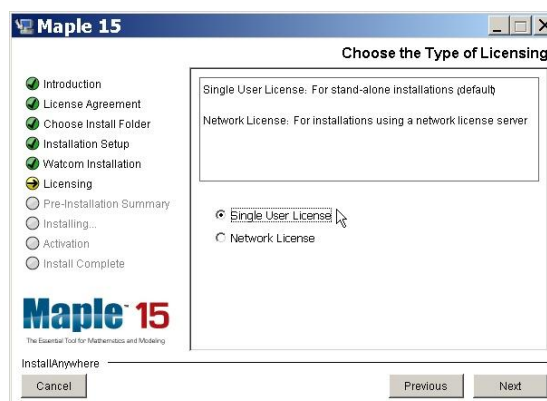 Maple 15
Choose the Type of Licensing
Introduction
License Agreement
Choose Install Folder
Installation Setup
Watcom Installation
Licensing
Pre-Installation Summary
Installing...
Activation
Install Complete
Single User License: For stand-alone installations (default)
Network License: For installations using a network license server
Single User License
Network License
Maple™ 15
The Essential Tool for Mathematics and Modeling
InstallAnywhere
Cancel
Previous
Next